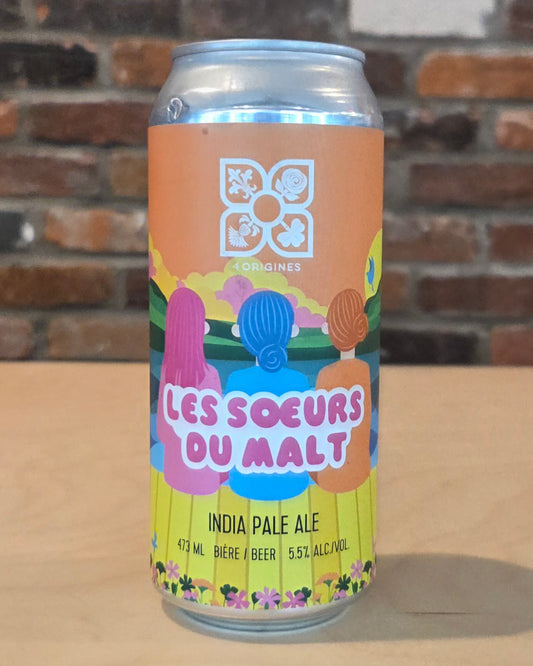 4 ORIGINES
LES SOEURS
DU MALT
INDIA PALE ALE
473 ML BIÈRE / BEER 5.5% ALC./VOL.